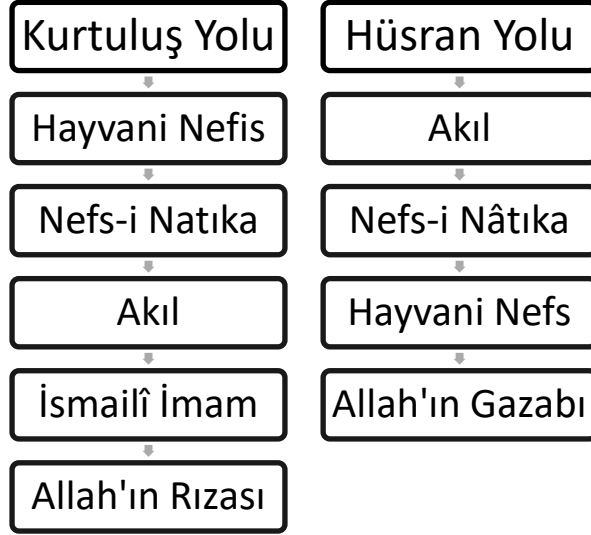 Kurtuluş Yolu
Hayvani Nefis
Nefs-i Natıka
Akıl
İsmailî İmam
Allah'ın Rızası
Hüsran Yolu
Akıl
Nefs-i Nâtıka
Hayvani Nefs
Allah'ın Gazabı